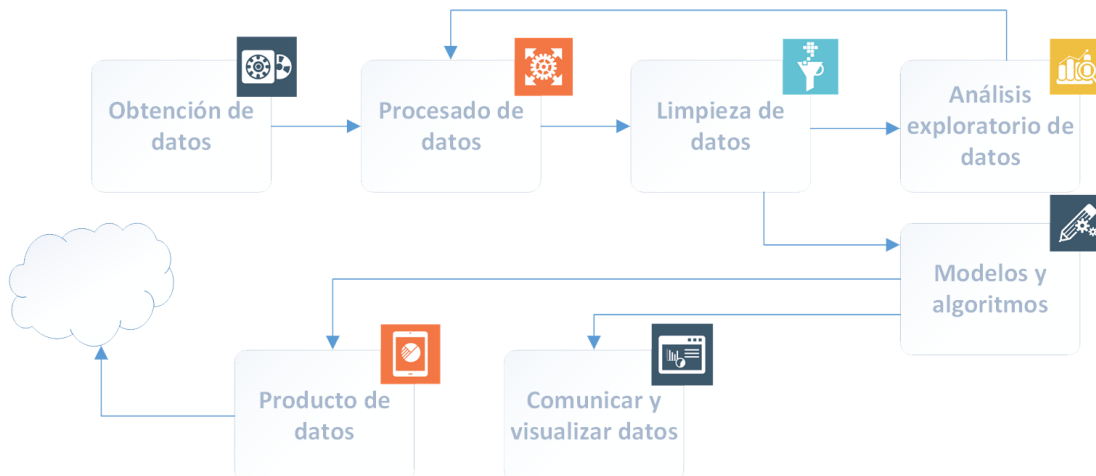 Obtención de
datos
Procesado de
datos
Limpieza de
datos
Análisis
exploratorio de
datos
Modelos y
algoritmos
Producto de
datos
Comunicar y
visualizar datos